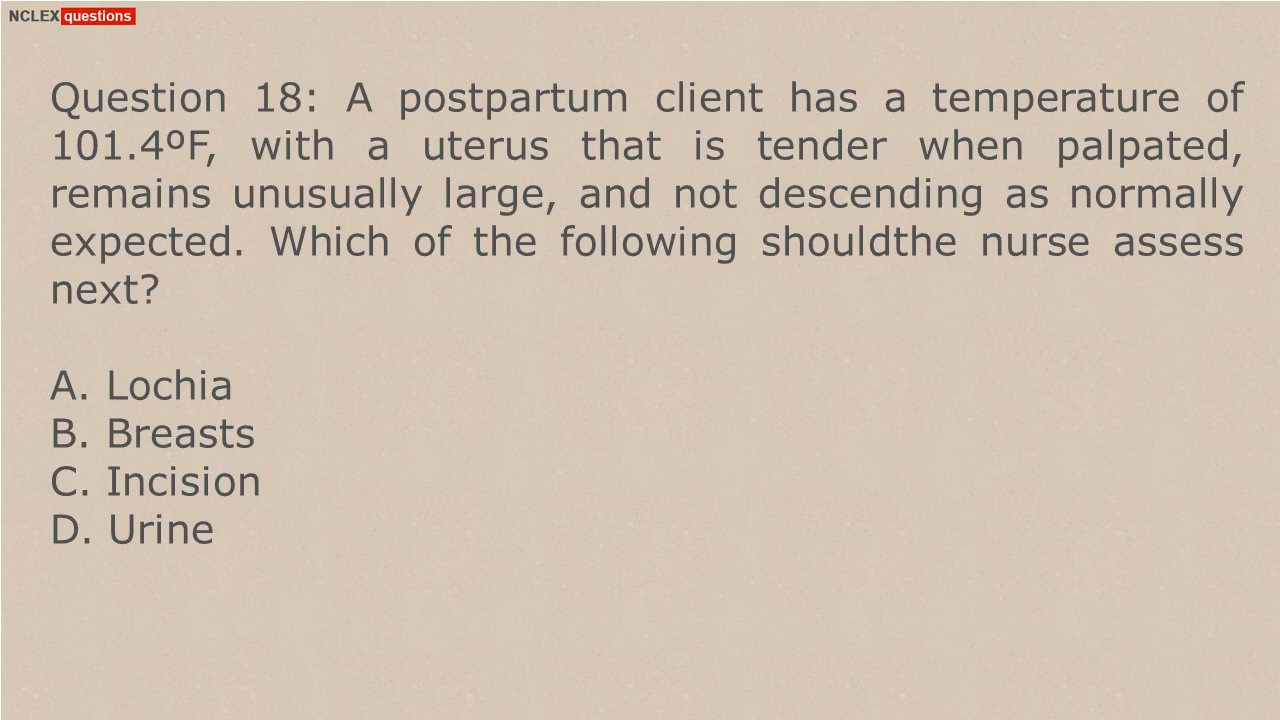 NCLEX questions
Question 18: A postpartum client has a temperature of
101.4ºF, with a uterus that is tender when palpated,
remains unusually large, and not descending as normally
expected. Which of the following shouldthe nurse assess
next?
A. Lochia
B. Breasts
C. Incision
D. Urine